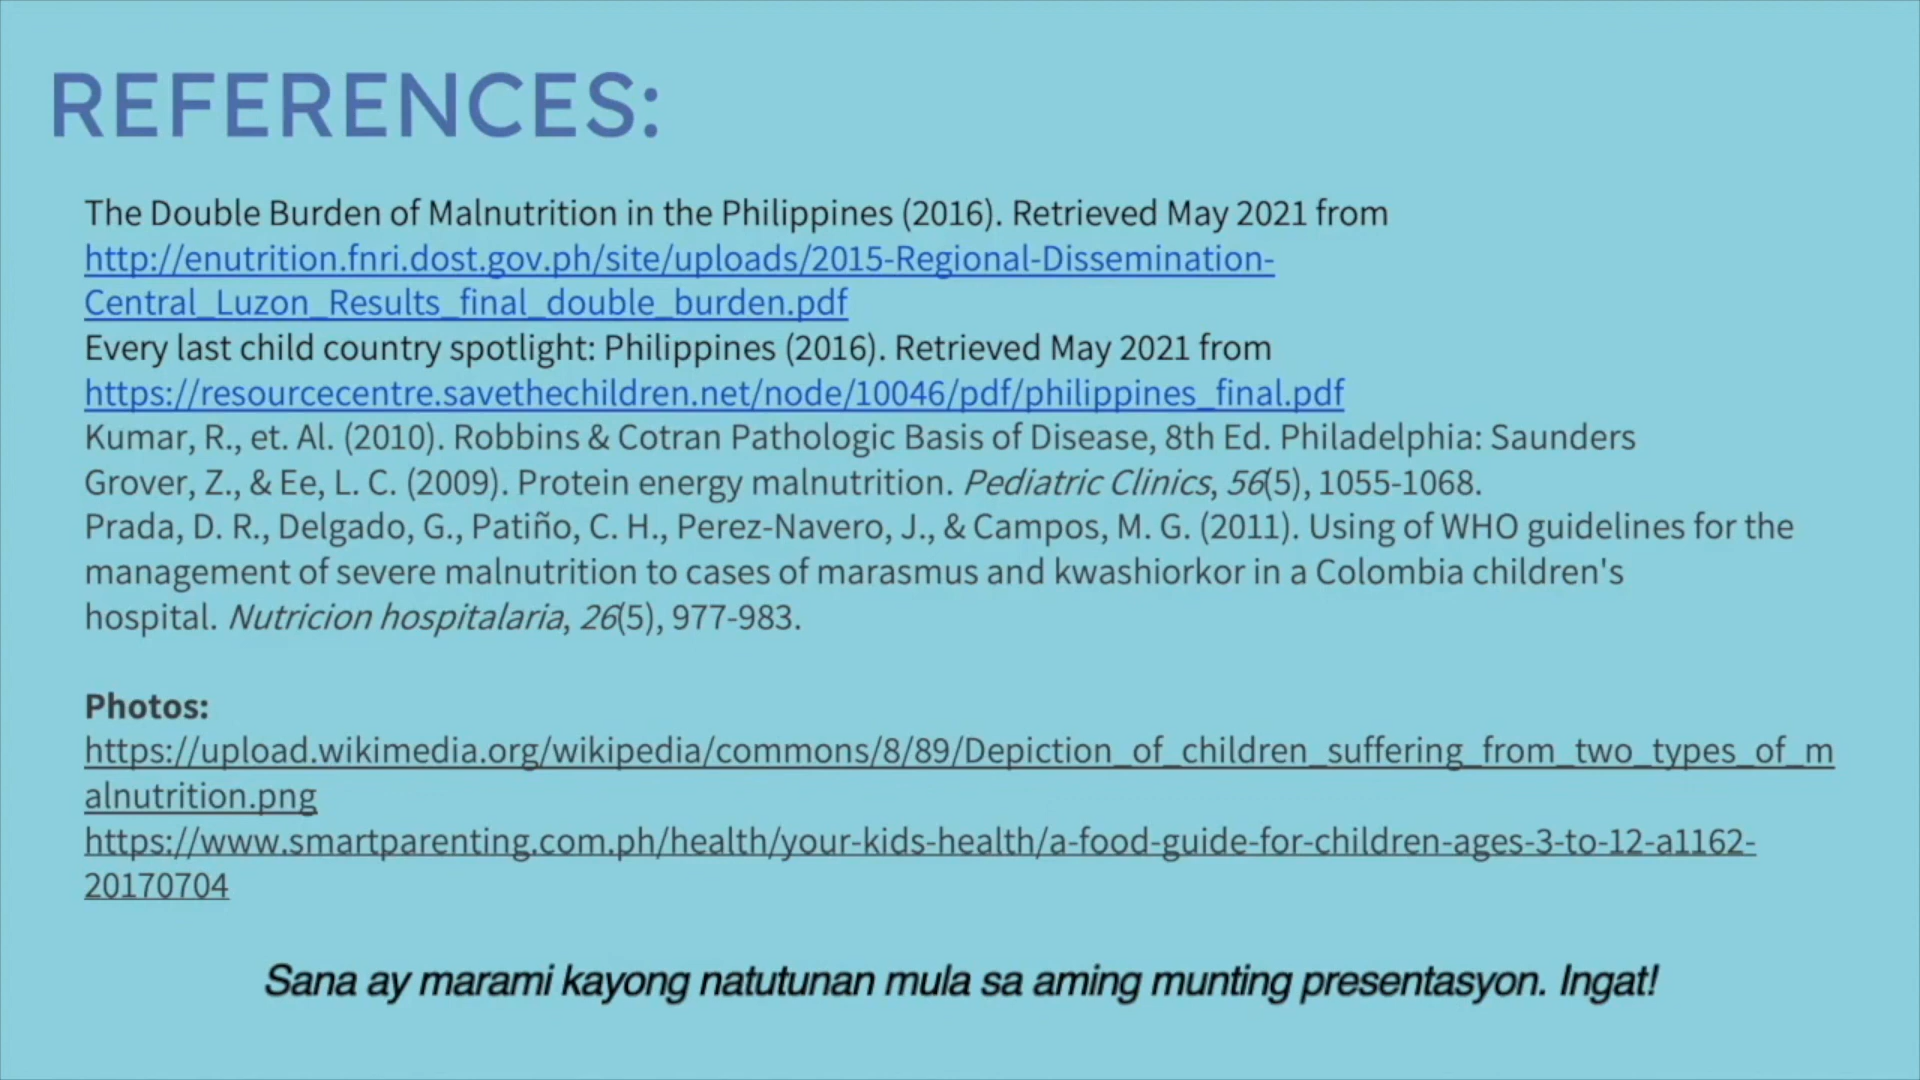 REFERENCES:
The Double Burden of Malnutrition in the Philippines (2016). Retrieved May 2021 from
http://enutrition.fnri.dost.gov.ph/site/uploads/2015-Regional-Dissemination-
Central_Luzon_Results_final_double_burden.pdf
Every last child country spotlight: Philippines (2016). Retrieved May 2021 from
https://resourcecentre.savethechildren.net/node/10046/pdf/philippines_final.pdf
Kumar, R., et. Al. (2010). Robbins & Cotran Pathologic Basis of Disease, 8th Ed. Philadelphia: Saunders
Grover, Z., & Ee, L. C. (2009). Protein energy malnutrition. Pediatric Clinics, 56(5), 1055-1068.
Prada, D. R., Delgado, G., Patiño, C. H., Perez-Navero, J., & Campos, M. G. (2011). Using of WHO guidelines for the
management of severe malnutrition to cases of marasmus and kwashiorkor in a Colombia children's
hospital. Nutricion hospitalaria, 26(5), 977-983.
Photos:
https://upload.wikimedia.org/wikipedia/commons/8/89/Depiction_of_children_suffering_from_two_types_of_m
alnutrition.png
https://www.smartparenting.com.ph/health/your-kids-health/a-food-guide-for-children-ages-3-to-12-a1162-
20170704
Sana ay marami kayong natutunan mula sa aming munting presentasyon. Ingat!